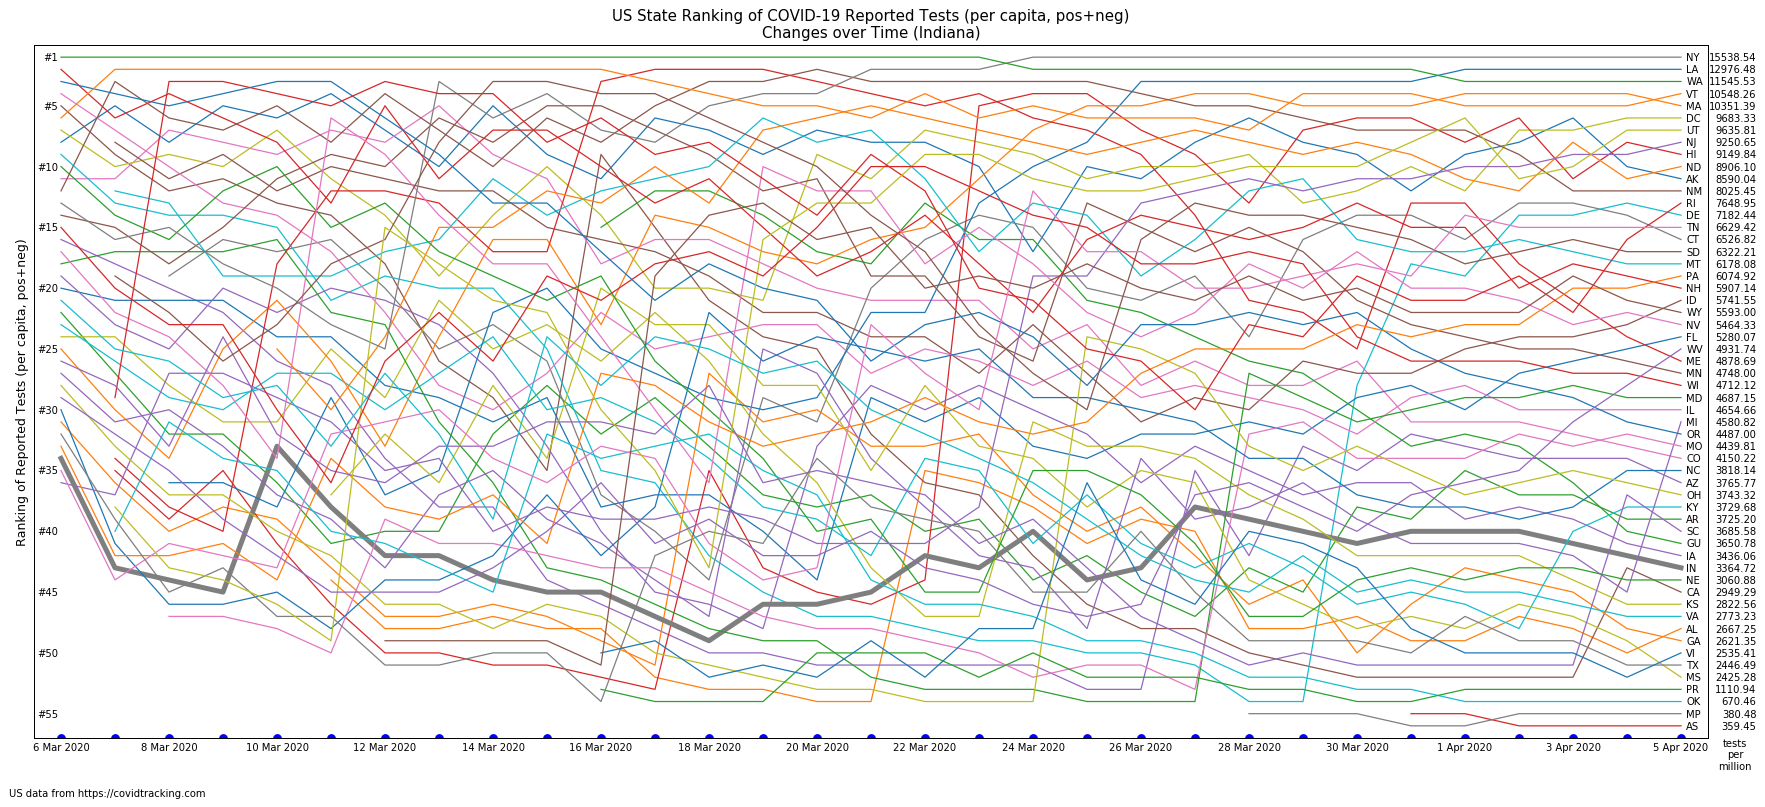 US State Ranking of COVID-19 Reported Tests (per capita, pos+neg)
Changes over Time (Indiana)
Ranking of Reported Tests (per capita, pos+neg)
#1
#5
#10
#15
#20
#25
#30
#35
#40
#45
#50
#55
NY 15538.54
LA 12976.48
WA 11545.53
VT 10548.26
MA 10351.39
DC 9683.33
UT 9635.81
NJ 9250.65
HI 9149.84
ND 8906.10
AK 8590.04
NM 8025.45
RI 7648.95
DE 7182.44
TN 6629.42
CT 6526.82
SD 6322.21
MT 6178.08
PA 6074.92
NH 5907.14
ID 5741.55
WY 5593.00
NV 5464.33
FL 5280.07
WV 4931.74
ME 4878.69
MN 4748.00
WI 4712.12
MD 4687.15
IL 4654.66
MI 4580.82
OR 4487.00
MO 4439.81
CO 4150.22
NC 3818.14
AZ 3765.77
OH 3743.32
KY 3729.68
AR 3725.20
SC 3685.58
GU 3650.78
IA 3436.06
IN 3364.72
NE 3060.88
CA 2949.29
KS 2822.56
VA 2773.23
AL 2667.25
GA 2621.35
VI 2535.41
TX 2446.49
MS 2425.28
PR 1110.94
OK 670.46
MP 380.48
AS 359.45
6 Mar 2020 8 Mar 2020 10 Mar 2020 12 Mar 2020 14 Mar 2020 16 Mar 2020 18 Mar 2020 20 Mar 2020 22 Mar 2020 24 Mar 2020 26 Mar 2020 28 Mar 2020 30 Mar 2020 1 Apr 2020 3 Apr 2020 5 Apr 2020
tests
per
million
US data from https://covidtracking.com